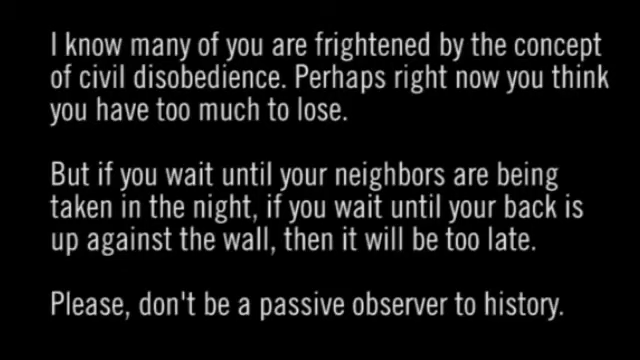 I know many of you are frightened by the concept
of civil disobedience. Perhaps right now you think
you have too much to lose.
But if you wait until your neighbors are being
taken in the night, if you wait until your back is
up against the wall, then it will be too late.
Please, don't be a passive observer to history.